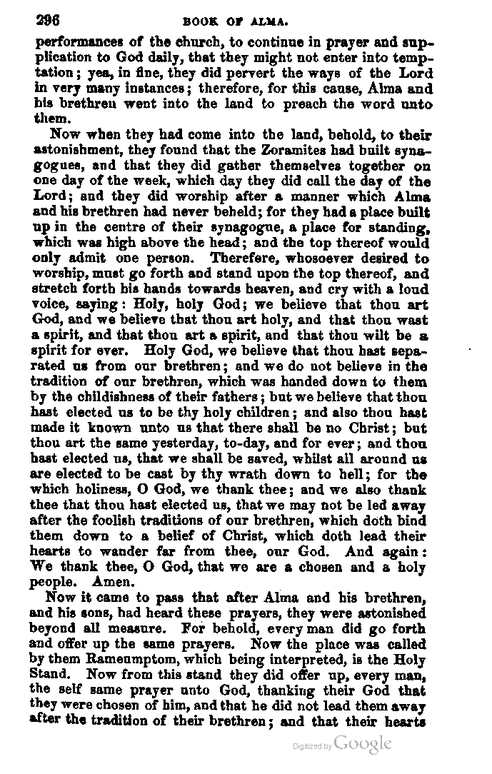 296 BOOK OF ALMA.
performances of the church, to continue in prayer and sup-
plication to God daily, that they might not enter into temp-
tation; yea, in fine, they did pervert the ways of the Lord
in very many instances; therefore, for this cause, Alma and
his brethren went into the land to preach the word unto
them.
Now when they had come into the land, behold, to their
astonishment, they found that the Zoramites had built syna-
gogues, and that they did gather themselves together on
one day of the week, which day they did call the day of the
Lord; and they did worship after a manner which Alma
and his brethren had never beheld; for they had a place built
up in the centre of their synagogue, a place for standing,
which was high above the head; and the top thereof would
only admit one person. Therefere, whosoever desired to
worship, must go forth and stand upon the top thereof, and
stretch forth his hands towards heaven, and cry with a loud
voice, saying: Holy, holy God; we believe that thou art
God, and we believe that thou art holy, and that thou wast
a spirit, and that thou art a spirit, and that thou wilt be a
spirit for ever. Holy God, we believe that thou hast sepa-
rated us from our brethren; and we do not believe in the
tradition of our brethren, which was handed down to them
by the childishness of their fathers; but we believe that thou
hast elected us to be thy holy children; and also thou hast
made it known unto us that there shall be no Christ; but
thou art the same yesterday, to-day, and for ever; and thou
hast elected us, that we shall be saved, whilst all around us
are elected to be cast by thy wrath down to hell; for the
which holiness, O God, we thank thee; and we also thank
thee that thou hast elected us, that we may not be led away
after the foolish traditions of our brethren, which doth bind
them down to a belief of Christ, which doth lead their
hearts to wander far from thee, our God. And again:
We thank thee, O God, that we are a chosen and a holy
people. Amen.
Now it came to pass that after Alma and his brethren,
and his sons, had heard these prayers, they were astonished
beyond all measure. For behold, every man did go forth
and offer up the same prayers. Now the place was called
by them Rameumptom, which being interpreted, is the Holy
Stand. Now from this stand they did offer up, every man,
the self same prayer unto God, thanking their God that
they were chosen of him, and that he did not lead them away
after the tradition of their brethren; and that their hearts
Digitized by Google